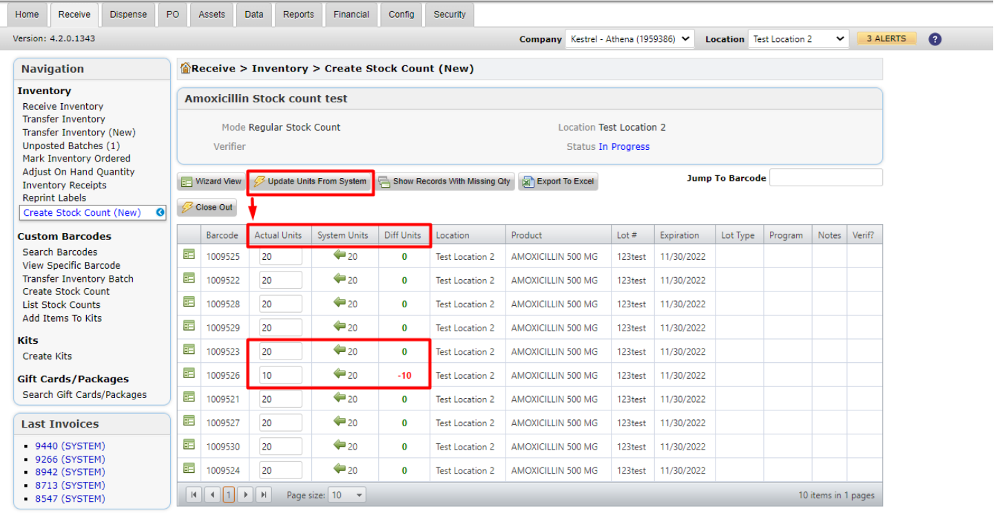 Home Receive Dispense PO Assets Data Reports Financial Config Security
Version: 4.2.0.1343 Company Kestrel - Athena (1959386) Location Test Location 2 3 ALERTS ?
Navigation
Inventory
Receive Inventory
Transfer Inventory
Transfer Inventory (New)
Unposted Batches (1)
Mark Inventory Ordered
Adjust On Hand Quantity
Inventory Receipts
Reprint Labels
Create Stock Count (New)
Custom Barcodes
Search Barcodes
View Specific Barcode
Transfer Inventory Batch
Create Stock Count
List Stock Counts
Add Items To Kits
Kits
Create Kits
Gift Cards/Packages
Search Gift Cards/Packages
Last Invoices
9440 (SYSTEM)
9266 (SYSTEM)
8942 (SYSTEM)
8713 (SYSTEM)
8547 (SYSTEM)
Receive > Inventory > Create Stock Count (New)
Amoxicillin Stock count test
Mode Regular Stock Count Location Test Location 2
Verifier Status In Progress
Wizard View Update Units From System Show Records With Missing Qty Export To Excel Jump To Barcode
Close Out
Barcode Actual Units System Units Diff Units Location Product Lot # Expiration Lot Type Program Notes Verif?
1009525 20 20 0 Test Location 2 AMOXICILLIN 500 MG 123test 11/30/2022
1009522 20 20 0 Test Location 2 AMOXICILLIN 500 MG 123test 11/30/2022
1009528 20 20 0 Test Location 2 AMOXICILLIN 500 MG 123test 11/30/2022
1009529 20 20 0 Test Location 2 AMOXICILLIN 500 MG 123test 11/30/2022
1009523 20 20 0 Test Location 2 AMOXICILLIN 500 MG 123test 11/30/2022
1009526 10 20 -10 Test Location 2 AMOXICILLIN 500 MG 123test 11/30/2022
1009521 20 20 0 Test Location 2 AMOXICILLIN 500 MG 123test 11/30/2022
1009527 20 20 0 Test Location 2 AMOXICILLIN 500 MG 123test 11/30/2022
1009530 20 20 0 Test Location 2 AMOXICILLIN 500 MG 123test 11/30/2022
1009524 20 20 0 Test Location 2 AMOXICILLIN 500 MG 123test 11/30/2022
1 Page size: 10 10 items in 1 pages